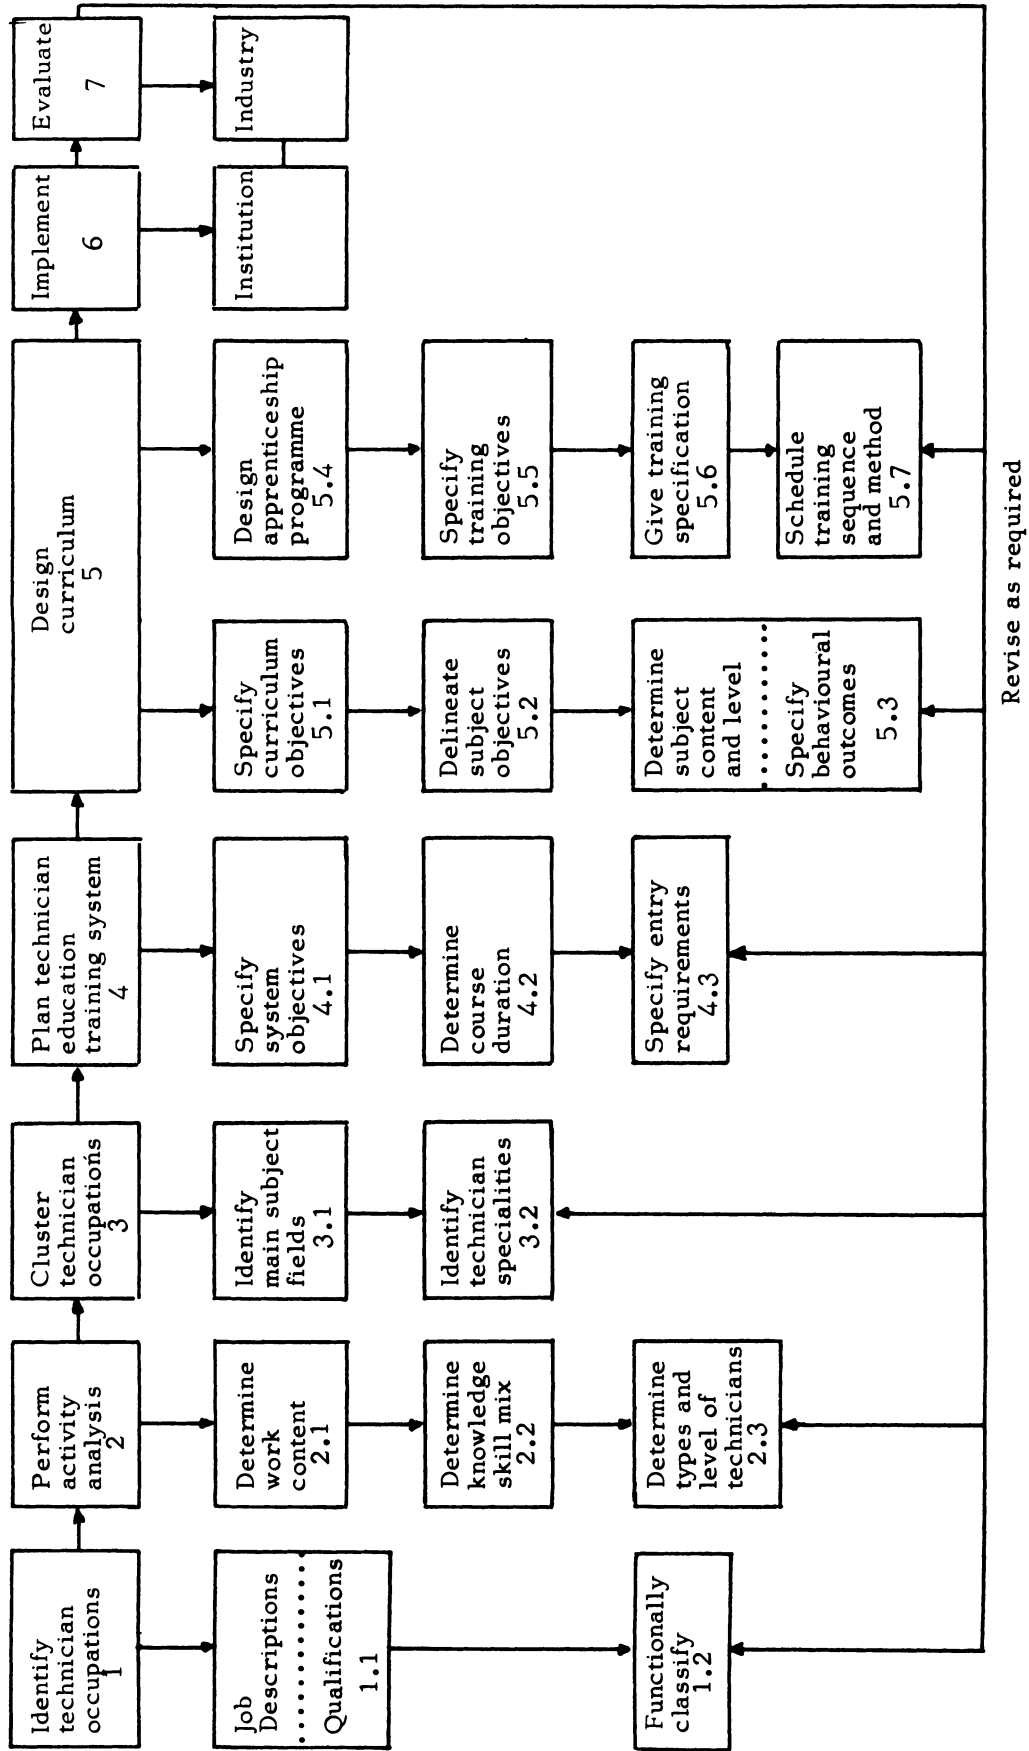 Identify
technician
occupations
1
Perform
activity
analysis
2
Cluster
technician
occupations
3
Plan technician
education
training system
4
Design
curriculum
5
Implement
6
Evaluate
7
Job
Descriptions
Qualifications
1.1
Functionally
classify
1.2
Determine
work
content
2.1
Determine
knowledge
skill mix
2.2
Determine
types and
level of
technicians
2.3
Identify
main subject
fields
3.1
Identify
technician
specialities
3.2
Specify
system
objectives
4.1
Determine
course
duration
4.2
Specify entry
requirements
4.3
Specify
curriculum
objectives
5.1
Delineate
subject
objectives
5.2
Determine
subject
content
and level
Specify
behavioural
outcomes
5.3
Design
apprenticeship
programme
5.4
Specify
training
objectives
5.5
Give training
specification
5.6
Schedule
training
sequence
and method
5.7
Institution
Industry
Revise as required